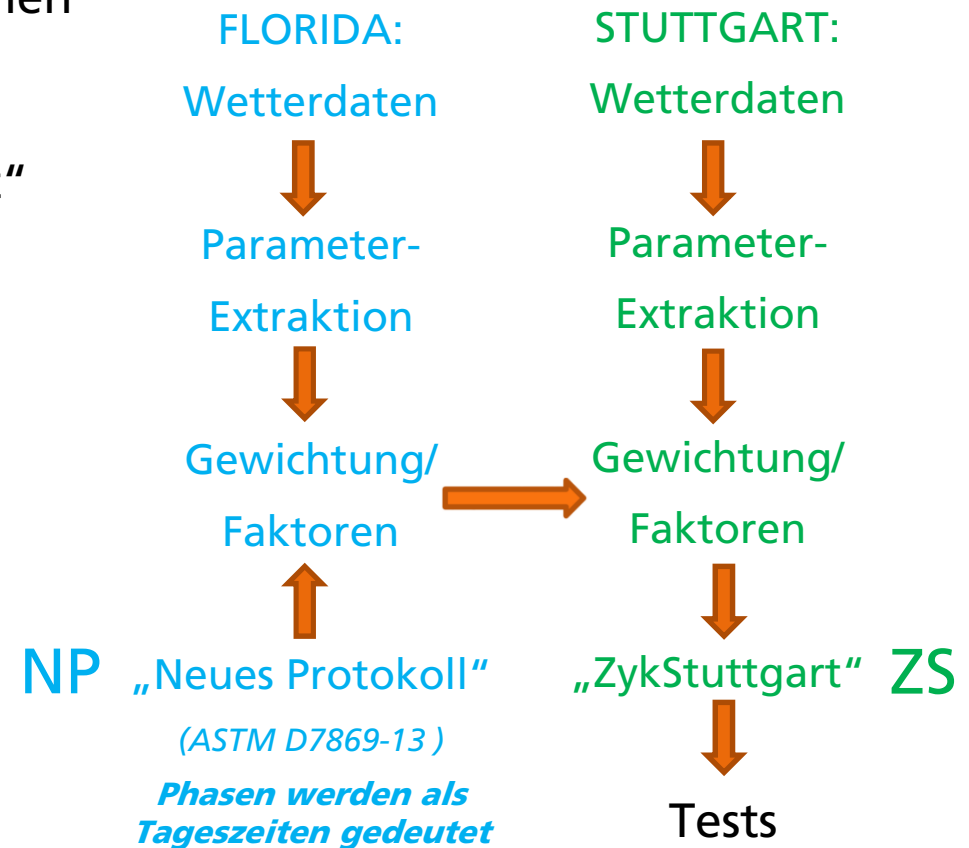 FLORIDA:
Wetterdaten
Parameter-
Extraktion
Gewichtung/
Faktoren
NP „Neues Protokoll“
(ASTM D7869-13 )
Phasen werden als
Tageszeiten gedeutet
STUTTGART:
Wetterdaten
Parameter-
Extraktion
Gewichtung/
Faktoren
„ZykStuttgart“ ZS
Tests